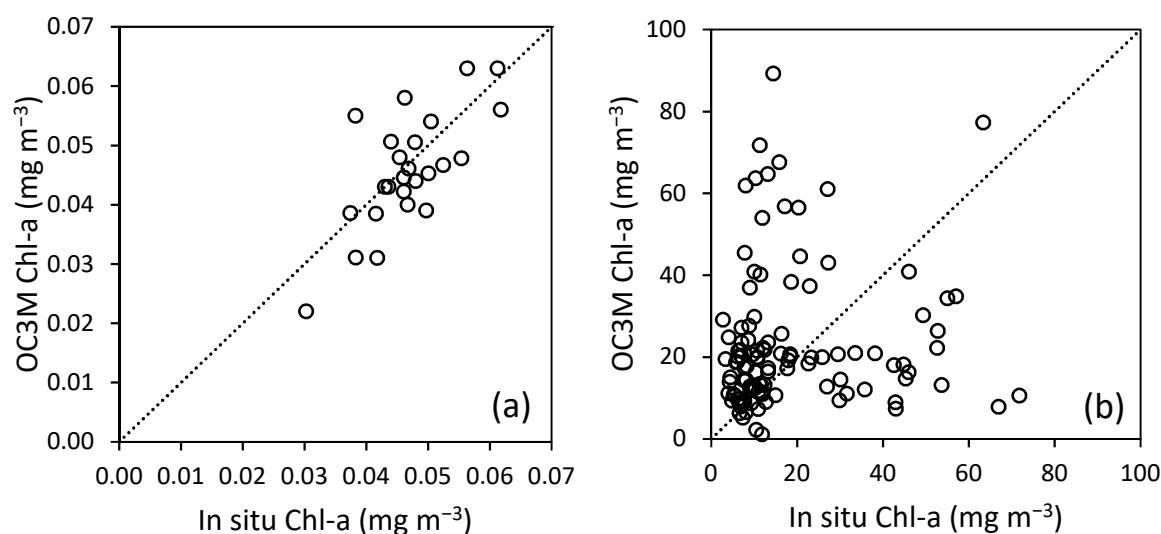 OC3M Chl-a (mg m⁻³)
0.07
0.06
0.05
0.04
0.03
0.02
0.01
0.00
(a)
0.00 0.01 0.02 0.03 0.04 0.05 0.06 0.07
In situ Chl-a (mg m⁻³)
OC3M Chl-a (mg m⁻³)
100
80
60
40
20
0
(b)
0 20 40 60 80 100
In situ Chl-a (mg m⁻³)